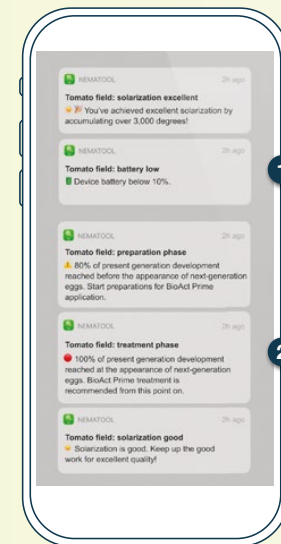 NEMATOOL 2h ago
Tomato field: solarization excellent
You've achieved excellent solarization by
accumulating over 3,000 degrees!
NEMATOOL 2h ago
Tomato field: battery low
Device battery below 10%.
1
NEMATOOL 2h ago
Tomato field: preparation phase
80% of present generation development
reached before the appearance of next-generation
eggs. Start preparations for BioAct Prime
application.
NEMATOOL 2h ago
Tomato field: treatment phase
100% of present generation development
reached at the appearance of next-generation
eggs. BioAct Prime treatment is
recommended from this point on.
2
NEMATOOL 2h ago
Tomato field: solarization good
Solarization is good. Keep up the good
work for excellent quality!